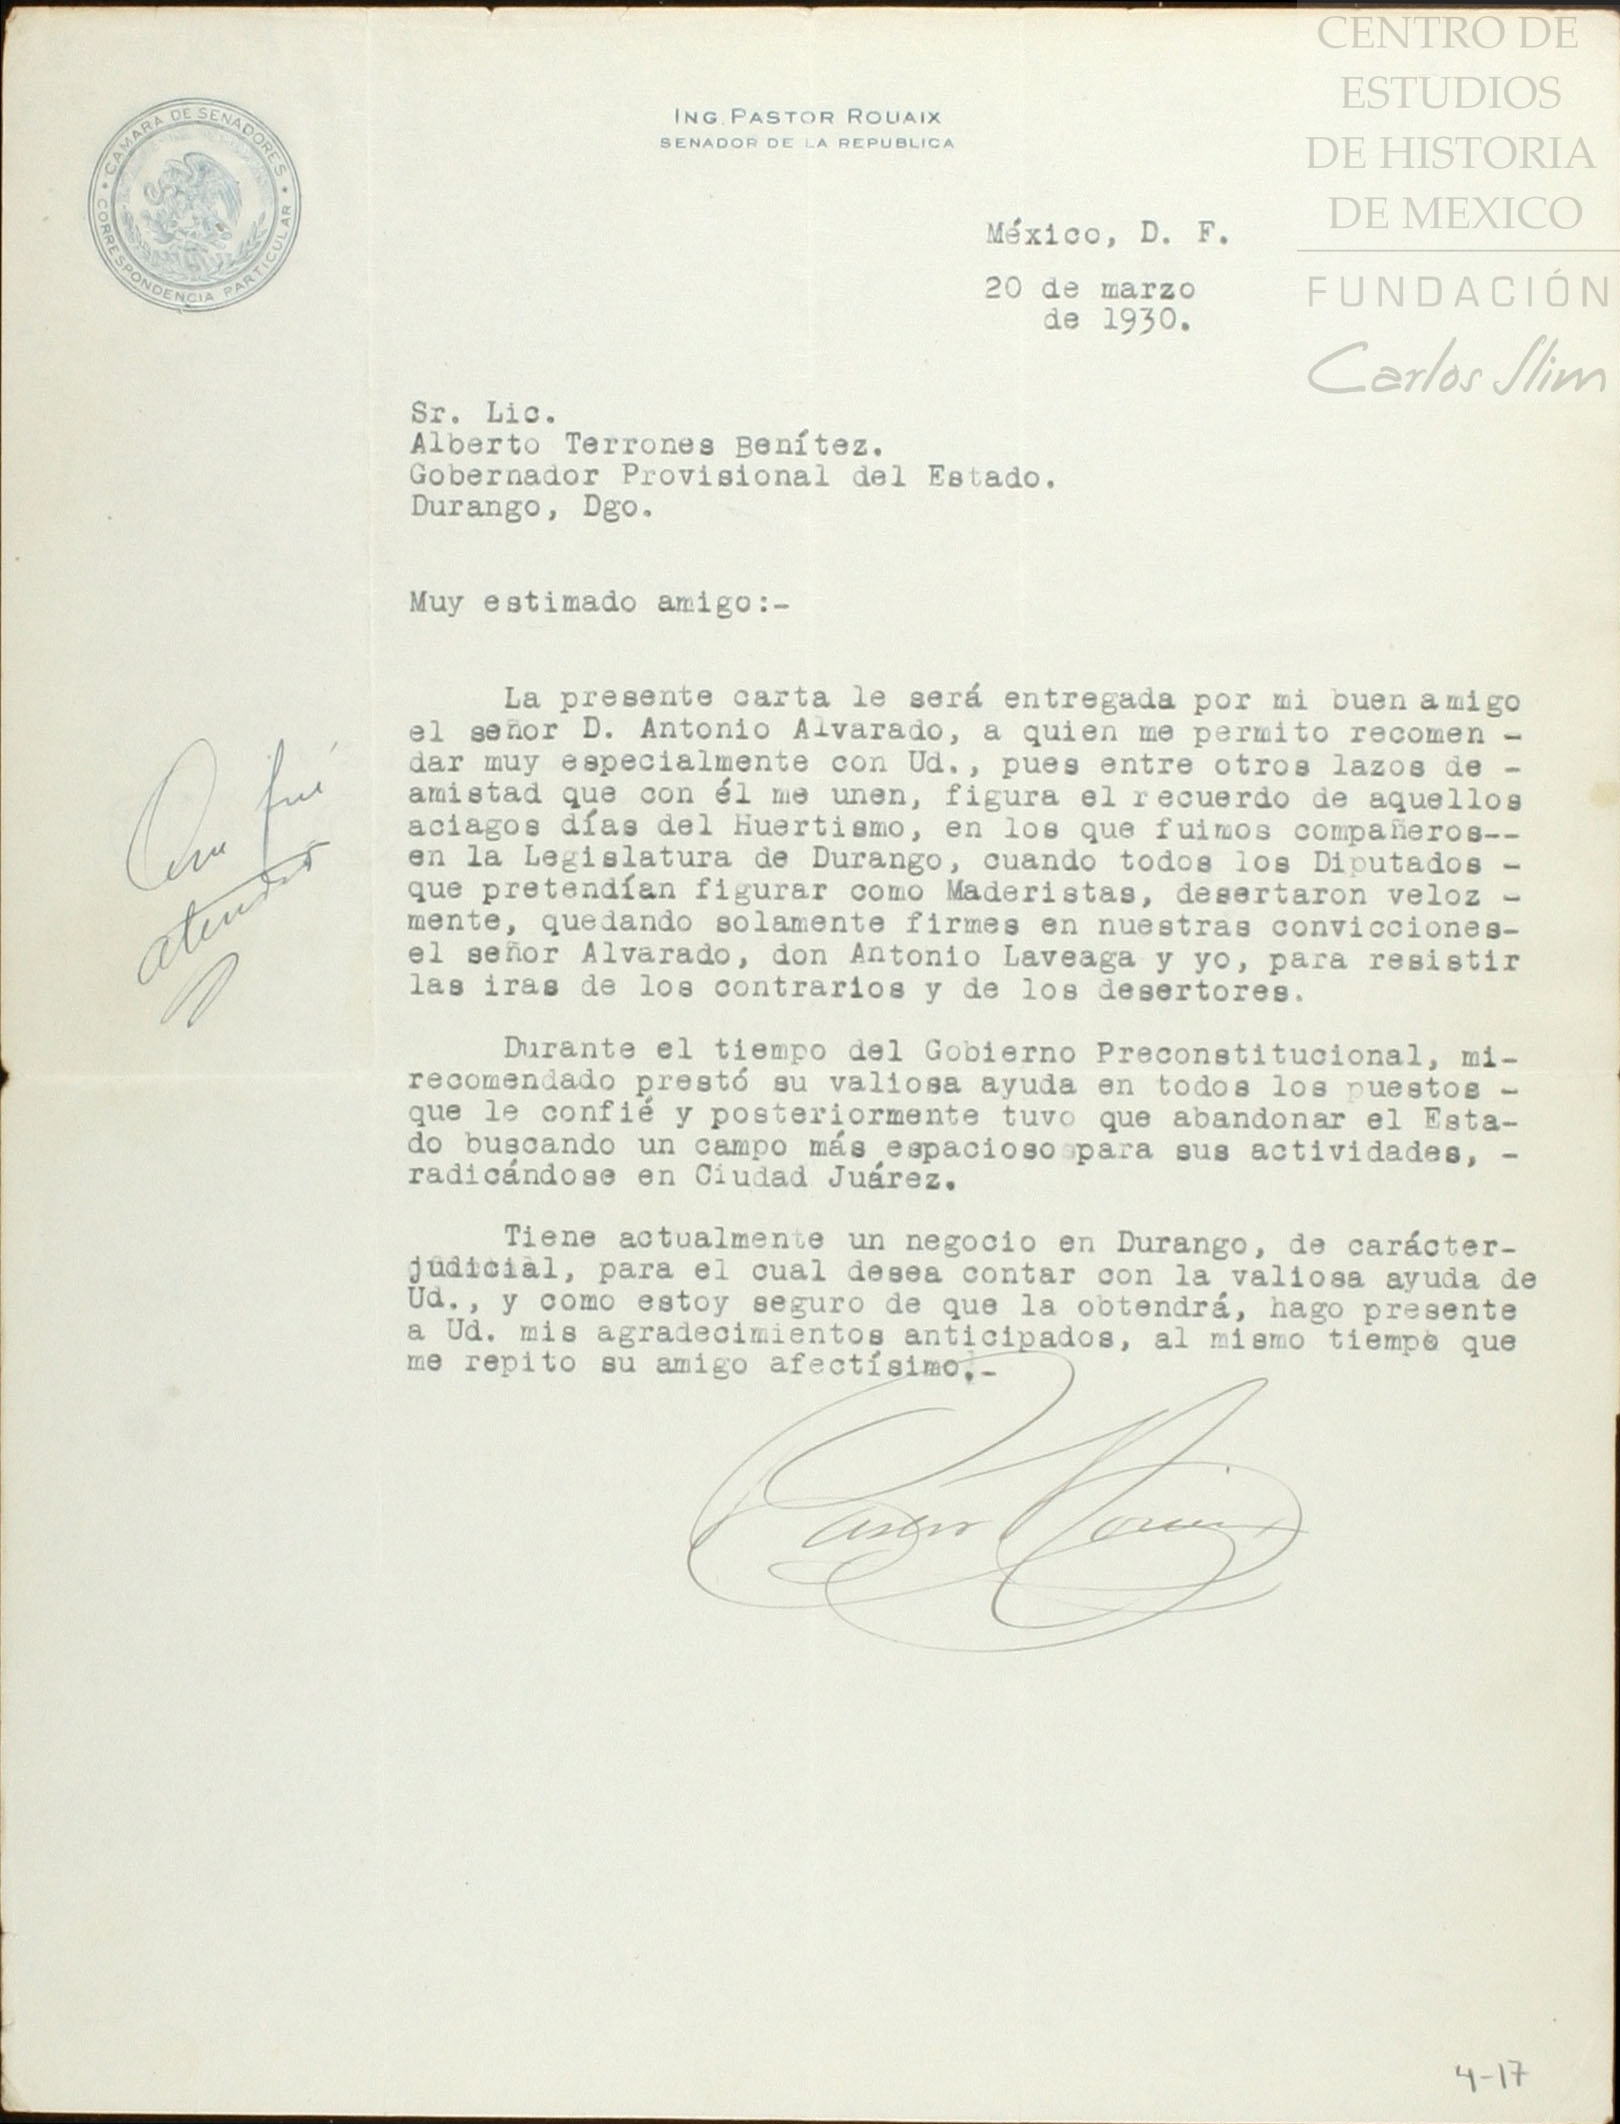 CENTRO DE
ESTUDIOS
DE HISTORIA
DE MEXICO
FUNDACIÓN
Carlos Slim
CAMARA DE SENADORES
CORRESPONDENCIA PARTICULAR
ING. PASTOR ROUAIX
SENADOR DE LA REPUBLICA
México, D. F.
20 de marzo
de 1930.
Sr. Lic.
Alberto Terrones Benítez.
Gobernador Provisional del Estado.
Durango, Dgo.
Muy estimado amigo:-
La presente carta le será entregada por mi buen amigo
el señor D. Antonio Alvarado, a quien me permito recomen -
dar muy especialmente con Ud., pues entre otros lazos de -
amistad que con él me unen, figura el recuerdo de aquellos
aciagos días del Huertismo, en los que fuimos compañeros--
en la Legislatura de Durango, cuando todos los Diputados -
que pretendían figurar como Maderistas, desertaron veloz -
mente, quedando solamente firmes en nuestras convicciones-
el señor Alvarado, don Antonio Laveaga y yo, para resistir
las iras de los contrarios y de los desertores.
Durante el tiempo del Gobierno Preconstitucional, mi-
recomendado prestó su valiosa ayuda en todos los puestos -
que le confié y posteriormente tuvo que abandonar el Esta-
do buscando un campo más espacioso para sus actividades, -
radicándose en Ciudad Juárez.
Tiene actualmente un negocio en Durango, de carácter-
judicial, para el cual desea contar con la valiosa ayuda de
Ud., y como estoy seguro de que la obtendrá, hago presente
a Ud. mis agradecimientos anticipados, al mismo tiempo que
me repito su amigo afectísimo.-
Pastor Rouaix
fué
atendido
4-17